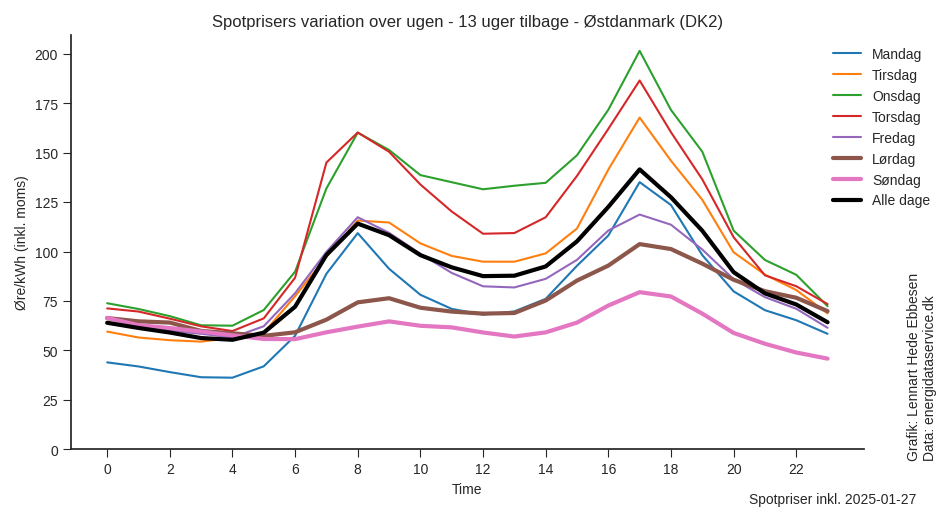 Spotprisers variation over ugen - 13 uger tilbage - Østdanmark (DK2)
Øre/kWh (inkl. moms)
200
175
150
125
100
75
50
25
0
0 2 4 6 8 10 12 14 16 18 20 22
Time
Mandag
Tirsdag
Onsdag
Torsdag
Fredag
Lørdag
Søndag
Alle dage
Grafik: Lennart Hede Ebbesen
Data: energidataservice.dk
Spotpriser inkl. 2025-01-27